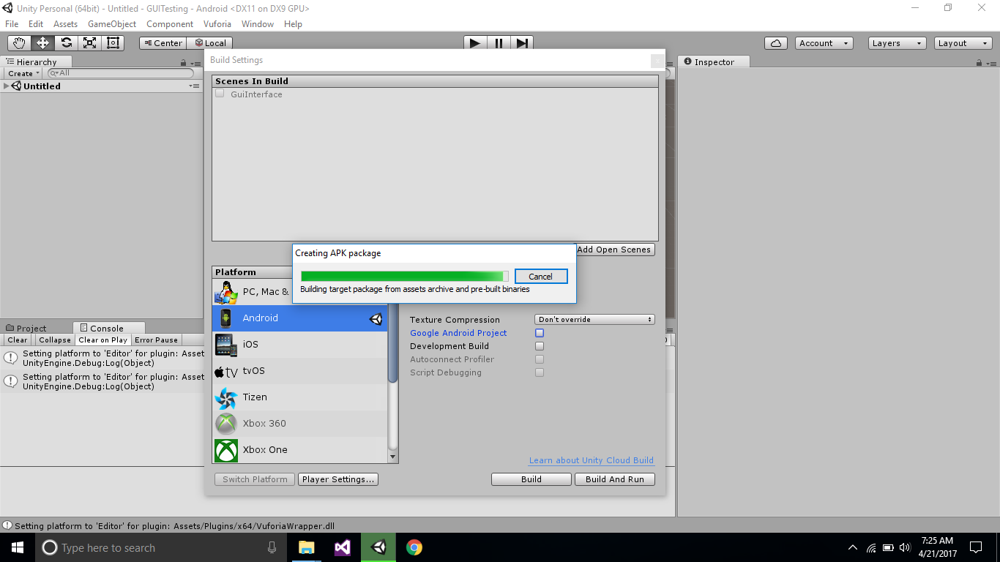 Unity Personal (64bit) - Untitled - GUITesting - Android <DX11 on DX9 GPU>
File Edit Assets GameObject Component Vuforia Window Help
Center Local Account Layers Layout
Hierarchy
Create All
Untitled
Build Settings
Scenes In Build
GuiInterface
Add Open Scenes
Inspector
Creating APK package
Cancel
Building target package from assets archive and pre-built binaries
Platform
PC, Mac &
Android
iOS
tv tvOS
Tizen
Xbox 360
Xbox One
Texture Compression Don't override
Google Android Project
Development Build
Autoconnect Profiler
Script Debugging
Learn about Unity Cloud Build
Switch Platform Player Settings... Build Build And Run
Project Console
Clear Collapse Clear on Play Error Pause
Setting platform to 'Editor' for plugin: Asset
UnityEngine.Debug:Log(Object)
Setting platform to 'Editor' for plugin: Asset
UnityEngine.Debug:Log(Object)
Setting platform to 'Editor' for plugin: Assets/Plugins/x64/VuforiaWrapper.dll
Type here to search
7:25 AM
4/21/2017